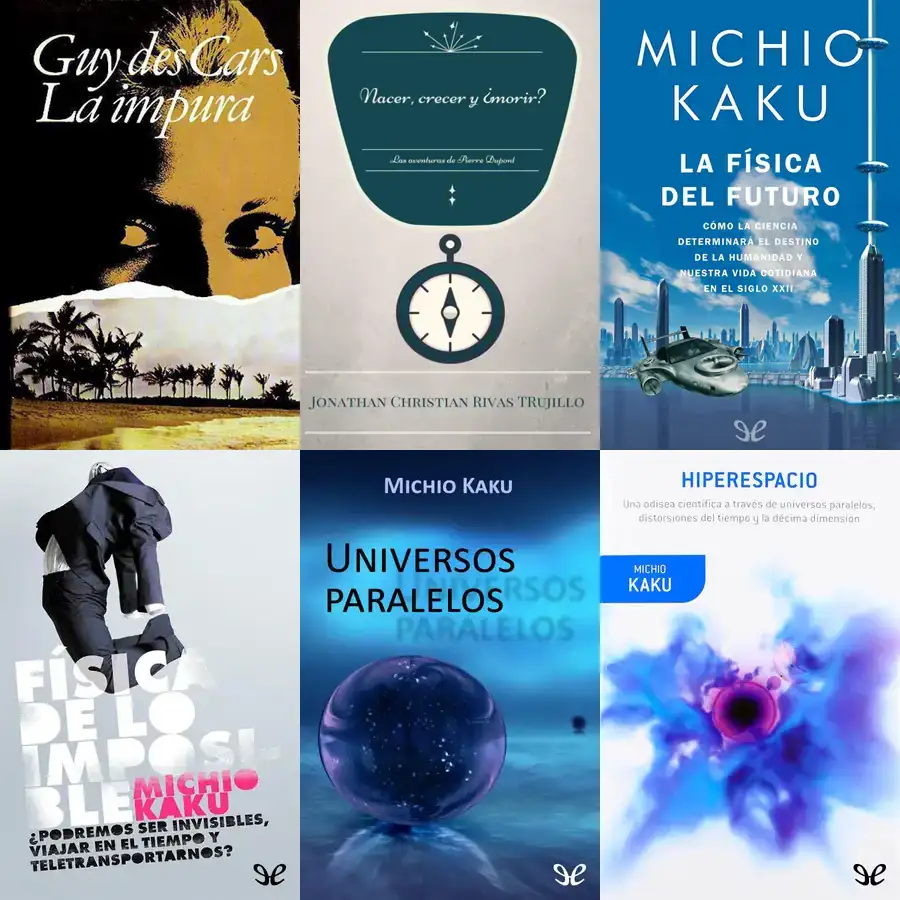 Guy des Cars
La impura
Nacer, crecer y ¿morir?
Las aventuras de Pierre Dupont
JONATHAN CHRISTIAN RIVAS TRUJILLO
MICHIO
KAKU
LA FÍSICA
DEL FUTURO
CÓMO LA CIENCIA
DETERMINARÁ EL DESTINO
DE LA HUMANIDAD Y
NUESTRA VIDA COTIDIANA
EN EL SIGLO XXII
FÍSICA
DE LO
IMPOSI
BLE
MICHIO
KAKU
¿PODREMOS SER INVISIBLES,
VIAJAR EN EL TIEMPO Y
TELETRANSPORTARNOS?
MICHIO KAKU
UNIVERSOS
PARALELOS
UNIVERSOS
PARALELOS
HIPERESPACIO
Una odisea científica a través de universos paralelos,
distorsiones del tiempo y la décima dimensión
MICHIO
KAKU